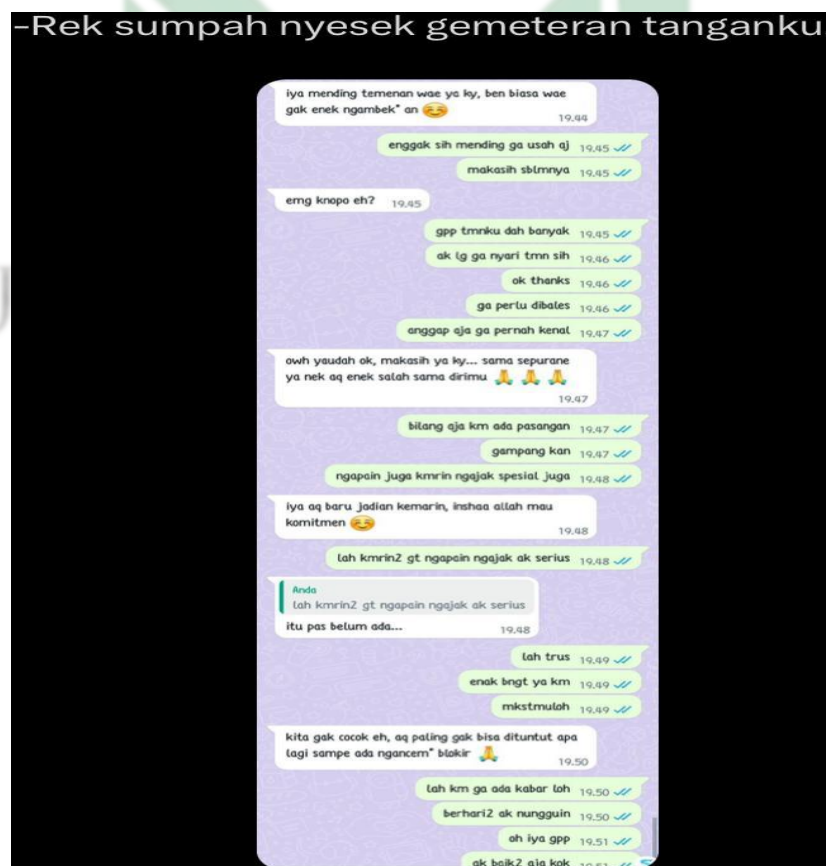 -Rek sumpah nyesek gemeteran tanganku
iya mending temenan wae ya ky, ben biasa wae
gak enek ngambek" an ☺️
19.44
enggak sih mending ga usah aj 19.45
makasih sblmnya 19.45
emg knopo eh? 19.45
gpp tmnku dah banyak 19.45
ak lg ga nyari tmn sih 19.46
ok thanks 19.46
ga perlu dibales 19.46
anggap aja ga pernah kenal 19.47
owh yaudah ok, makasih ya ky... sama sepurane
ya nek aq enek salah sama dirimu 🙏 🙏 🙏
19.47
bilang aja km ada pasangan 19.47
gampang kan 19.47
ngapain juga kmrin ngajak spesial juga 19.48
iya aq baru jadian kemarin, inshaa allah mau
komitmen ☺️
19.48
lah kmrin2 gt ngapain ngajak ak serius 19.48
Anda
lah kmrin2 gt ngapain ngajak ak serius
itu pas belum ada... 19.48
lah trus 19.49
enak bngt ya km 19.49
mkstmuloh 19.49
kita gak cocok eh, aq paling gak bisa dituntut apa
lagi sampe ada ngancem" blokir 🙏
19.50
lah km ga ada kabar loh 19.50
berhari2 ak nungguin 19.50
oh iya gpp 19.51
ak baik2 aja kok 19.51